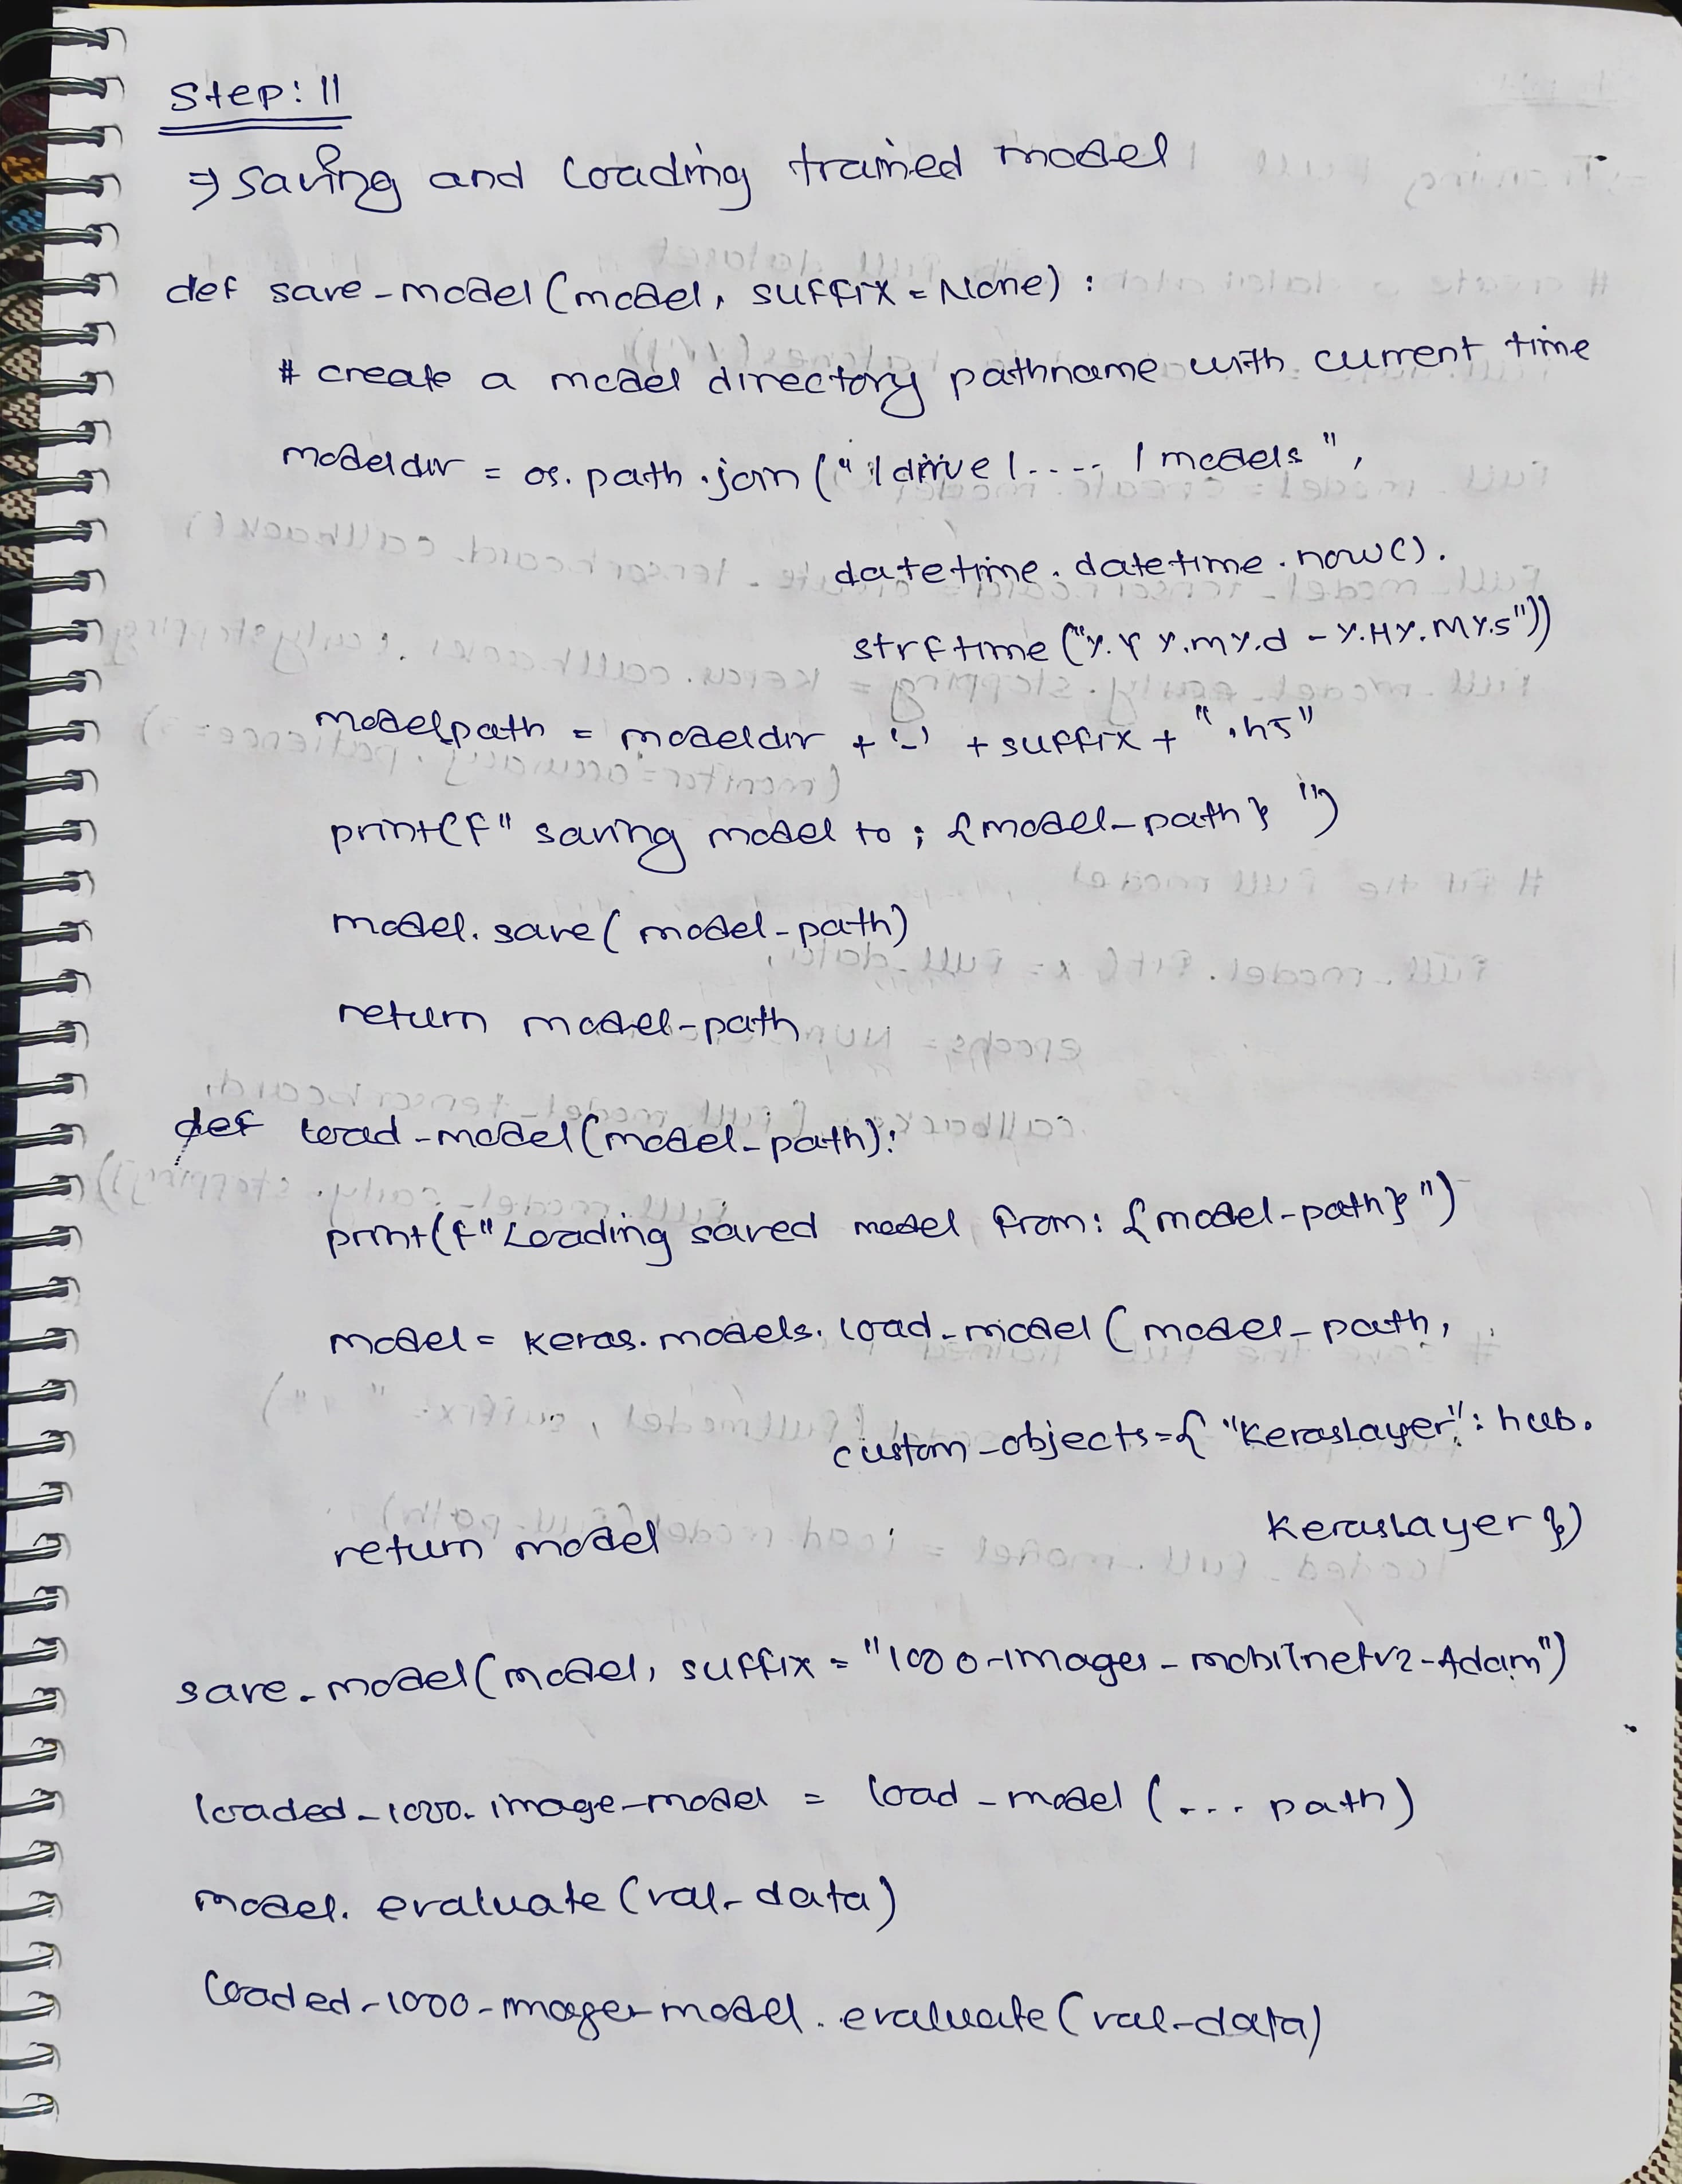 Step: 11
⇒ Saving and Loading trained model
def save-model(model, suffix = None) :
# create a model directory pathname with current time
modeldir = os.path.join("/drive/..../models",
datetime.datetime.now().
strftime("%Y%m%d-%H%M%s"))
modelpath = modeldir + '-' + suffix + ".h5"
print(f" saving model to ; {model-path} ")
model.save( model-path)
return model-path
def load-model(model-path):
print(f"Loading saved model from: {model-path}")
model = keras.models.load-model( model-path,
custom-objects={ "KerasLayer": hub.
KerasLayer})
return model
save-model(model, suffix = "1000-images-mobilnetv2-Adam")
loaded-1000-image-model = load-model (... path)
model. evaluate (val-data)
Loaded-1000-images-model. evaluate (val-data)